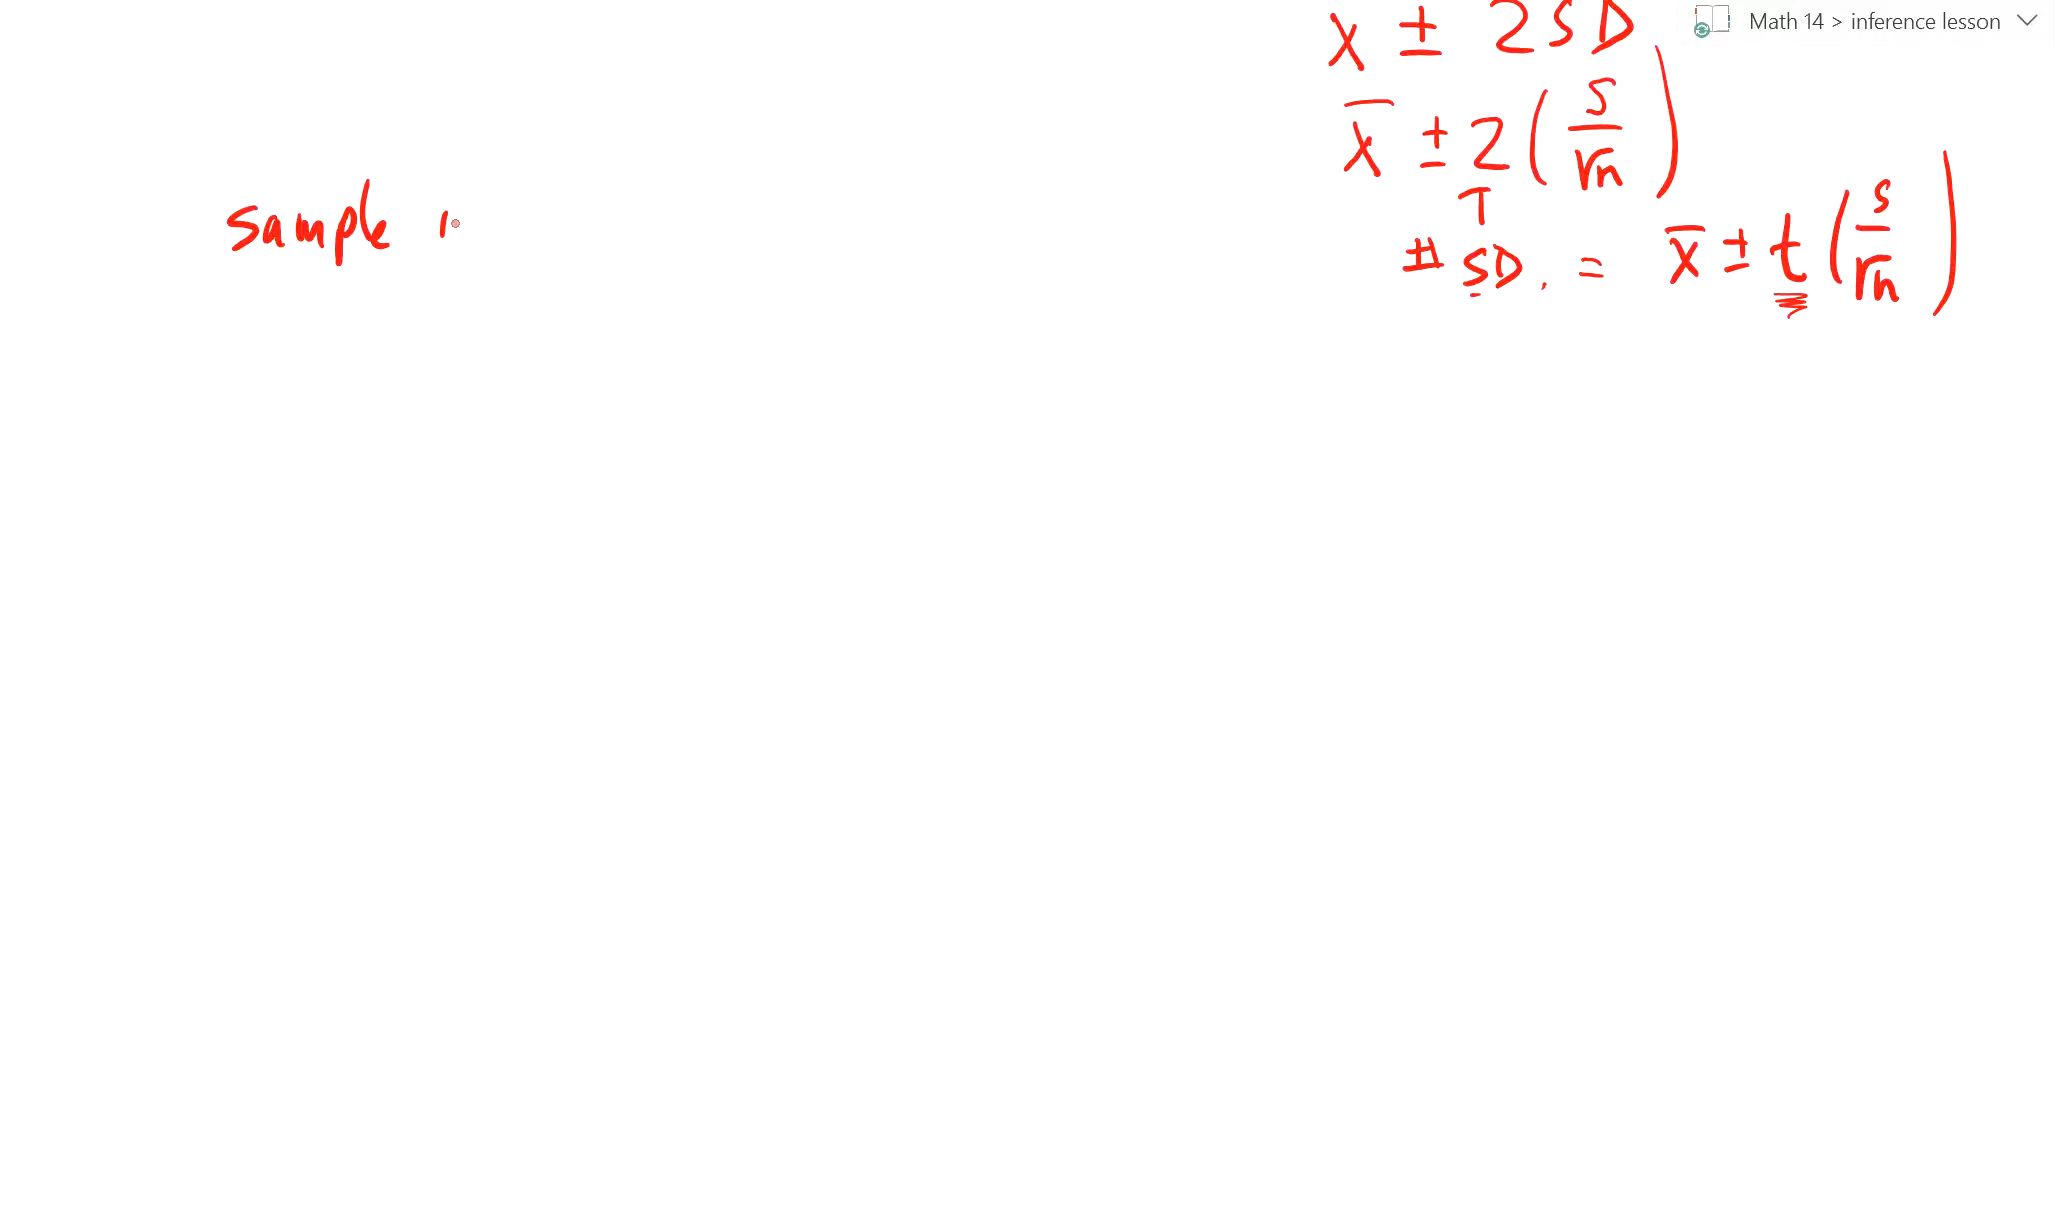 Math 14 > inference lesson
x ± 2SD
x̄ ± 2(s/√n)
# SD. = x̄ ± t(s/√n)
sample